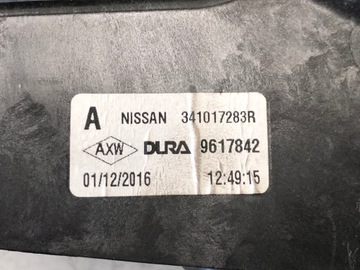 A NISSAN 341017283R
AXW DURA 9617842
01/12/2016 12:49:15